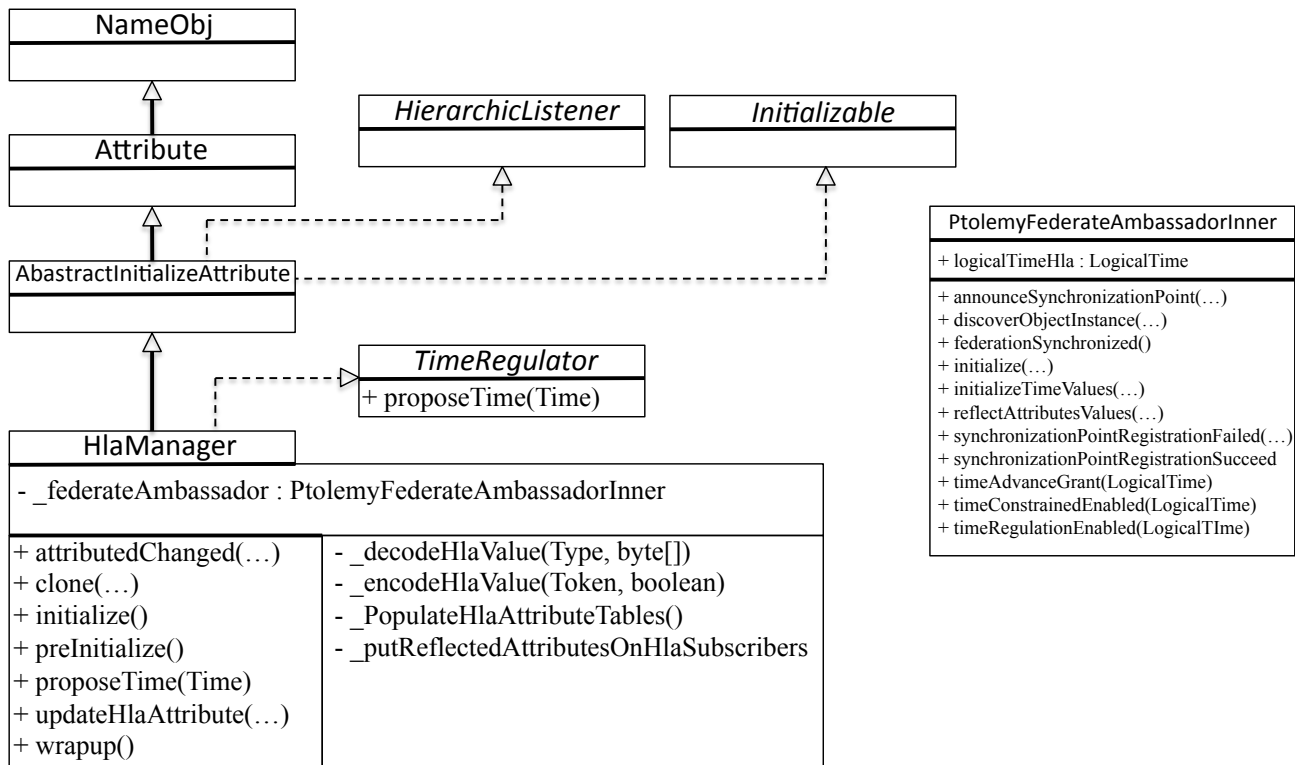 NameObj
HierarchicListener
Initializable
Attribute
AbastractInitializeAttribute
TimeRegulator
+ proposeTime(Time)
HlaManager
- _federateAmbassador : PtolemyFederateAmbassadorInner
+ attributedChanged(…)
+ clone(…)
+ initialize()
+ preInitialize()
+ proposeTime(Time)
+ updateHlaAttribute(…)
+ wrapup()
- _decodeHlaValue(Type, byte[])
- _encodeHlaValue(Token, boolean)
- _PopulateHlaAttributeTables()
- _putReflectedAttributesOnHlaSubscribers
PtolemyFederateAmbassadorInner
+ logicalTimeHla : LogicalTime
+ announceSynchronizationPoint(…)
+ discoverObjectInstance(…)
+ federationSynchronized()
+ initialize(…)
+ initializeTimeValues(…)
+ reflectAttributesValues(…)
+ synchronizationPointRegistrationFailed(…)
+ synchronizationPointRegistrationSucceed
+ timeAdvanceGrant(LogicalTime)
+ timeConstrainedEnabled(LogicalTime)
+ timeRegulationEnabled(LogicalTIme)